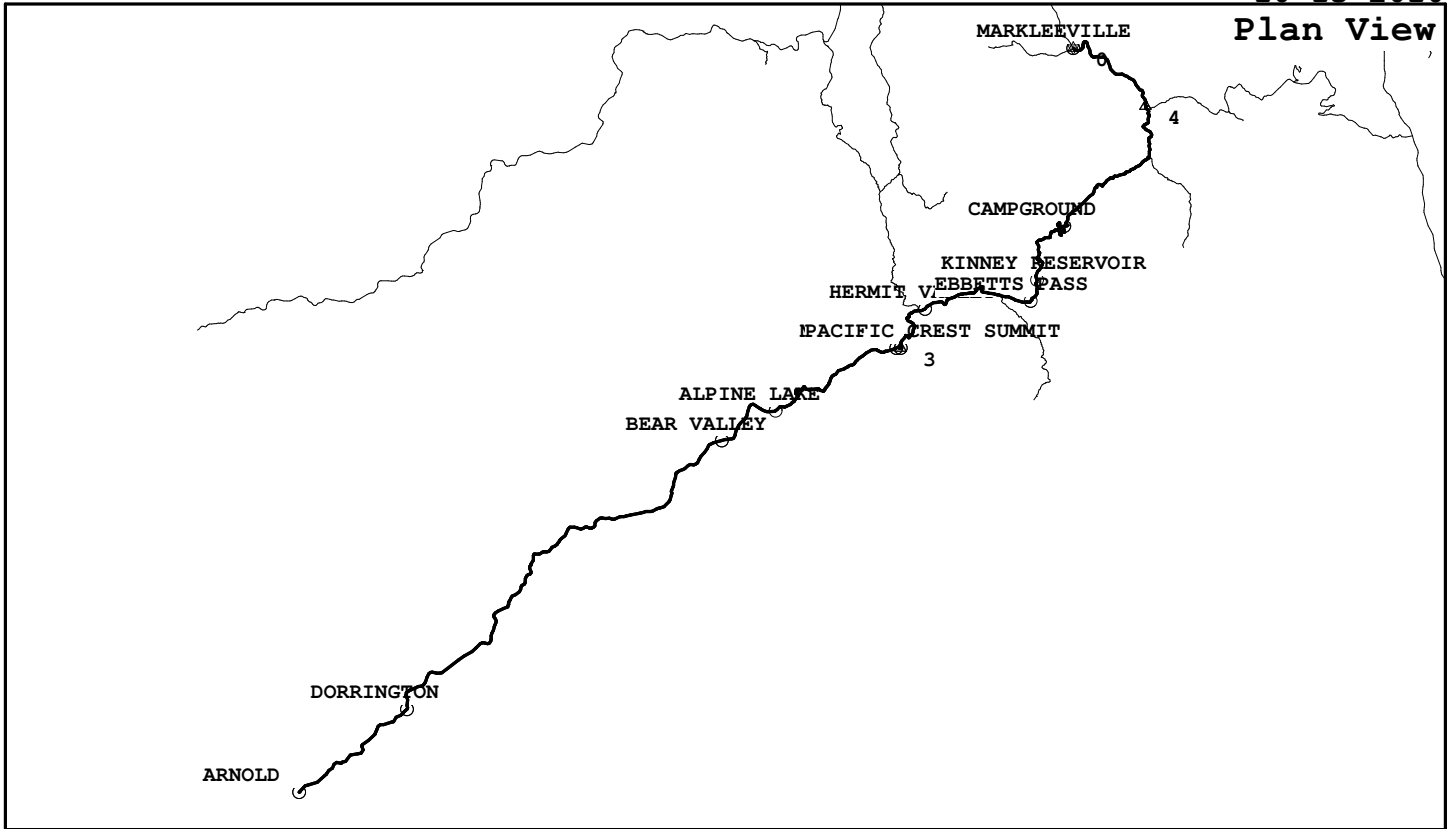 Plan View
MARKLEEVILLE
0
4
CAMPGROUND
KINNEY RESERVOIR
EBBETTS PASS
HERMIT
PACIFIC CREST SUMMIT
3
ALPINE LAKE
BEAR VALLEY
DORRINGTON
ARNOLD